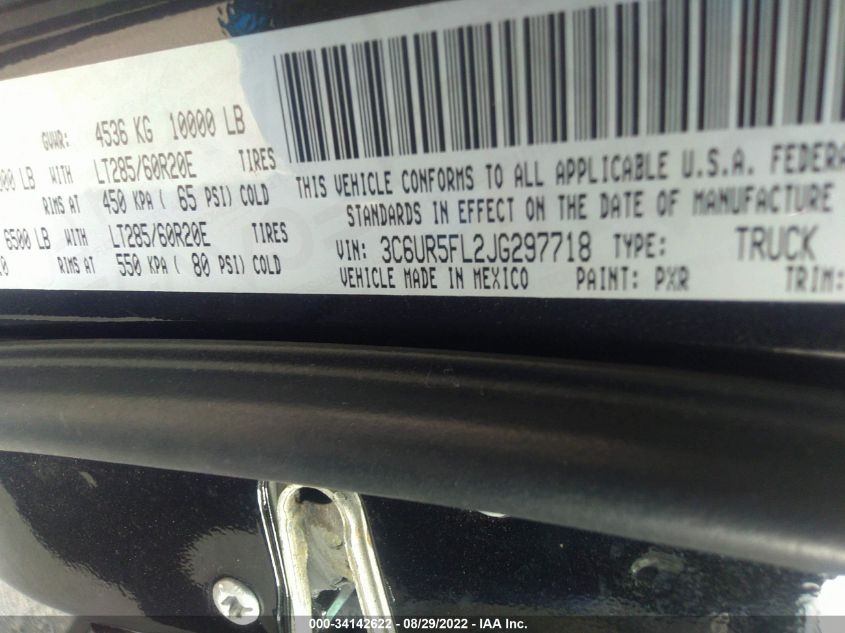 GVWR: 4536 KG 10000 LB
00 LB WITH LT285/60R20E TIRES
RIMS AT 450 KPA ( 65 PSI) COLD
6500 LB WITH LT285/60R20E TIRES
RIMS AT 550 KPA ( 80 PSI) COLD
THIS VEHICLE CONFORMS TO ALL APPLICABLE U.S.A. FEDERA
STANDARDS IN EFFECT ON THE DATE OF MANUFACTURE
VIN: 3C6UR5FL2JG297718 TYPE: TRUCK
VEHICLE MADE IN MEXICO PAINT: PXR TRIM:
000-34142622 - 08/29/2022 - IAA Inc.